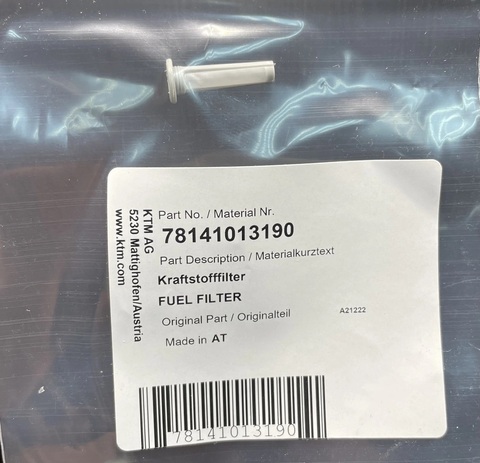 KTM AG
5230 Mattighofen/Austria
www.ktm.com
Part No. / Material Nr.
78141013190
Part Description / Materialkurztext
Kraftstofffilter
FUEL FILTER
Original Part / Originalteil
A21222
Made in AT
78141013190